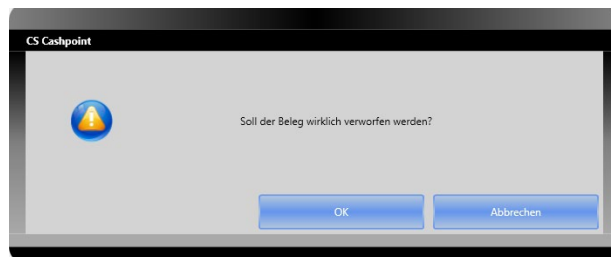 CS Cashpoint
Soll der Beleg wirklich verworfen werden?
OK
Abbrechen